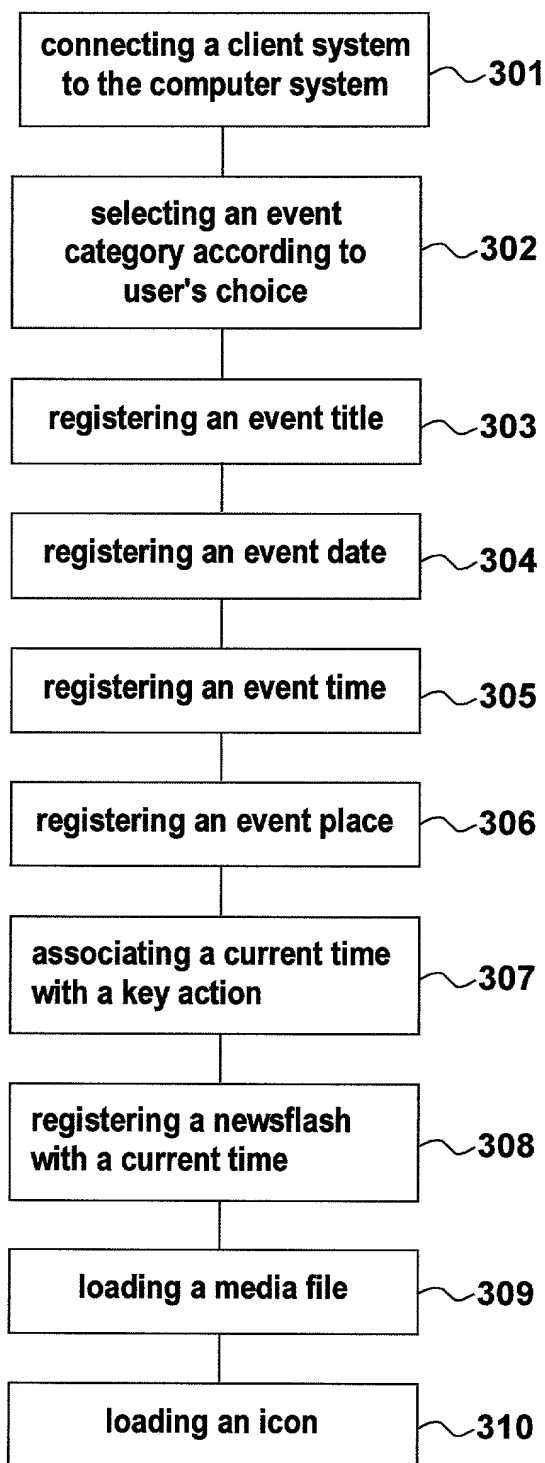 connecting a client system
to the computer system
301
selecting an event
category according to
user's choice
302
registering an event title
303
registering an event date
304
registering an event time
305
registering an event place
306
associating a current time
with a key action
307
registering a newsflash
with a current time
308
loading a media file
309
loading an icon
310